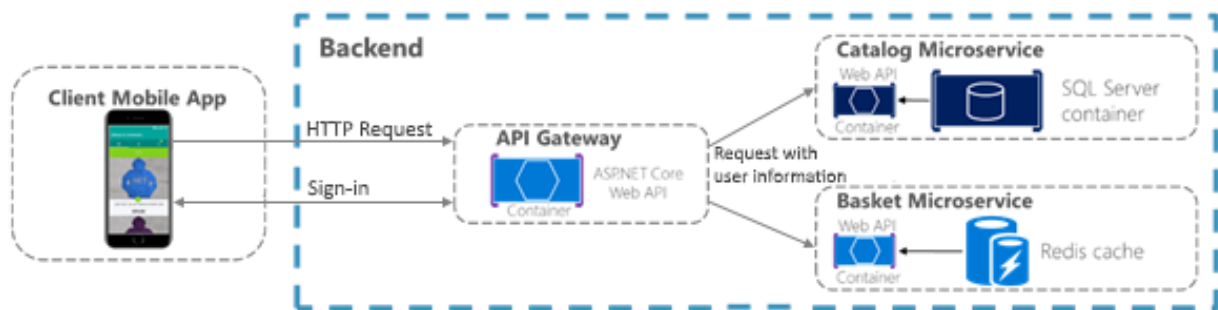 Backend
Client Mobile App
HTTP Request
Sign-in
API Gateway
ASP.NET Core
Web API
Container
Request with
user information
Catalog Microservice
Web API
Container
SQL Server
container
Basket Microservice
Web API
Container
Redis cache